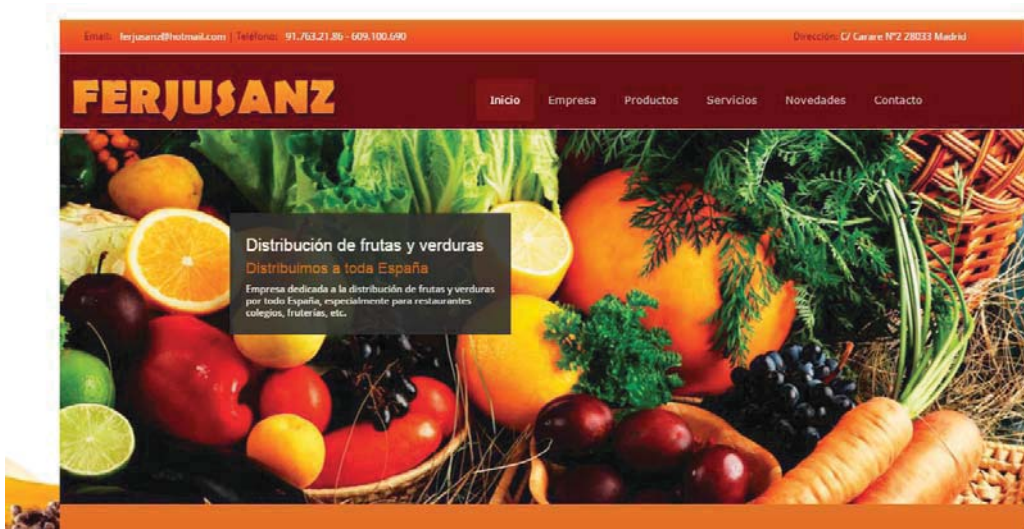 Email: ferjusanz@hotmail.com | Teléfono: 91.763.21.86 - 609.100.690
Dirección: C/ Carare Nº2 28033 Madrid
FERJUSANZ
Inicio Empresa Productos Servicios Novedades Contacto
Distribución de frutas y verduras
Distribuimos a toda España
Empresa dedicada a la distribución de frutas y verduras
por todo España, especialmente para restaurantes
colegios, fruterías, etc.